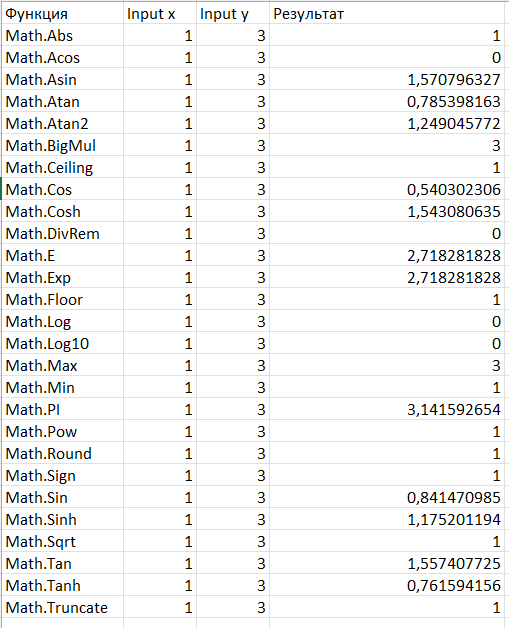 Функция Input x Input y Результат
Math.Abs 1 3 1
Math.Acos 1 3 0
Math.Asin 1 3 1,570796327
Math.Atan 1 3 0,785398163
Math.Atan2 1 3 1,249045772
Math.BigMul 1 3 3
Math.Ceiling 1 3 1
Math.Cos 1 3 0,540302306
Math.Cosh 1 3 1,543080635
Math.DivRem 1 3 0
Math.E 1 3 2,718281828
Math.Exp 1 3 2,718281828
Math.Floor 1 3 1
Math.Log 1 3 0
Math.Log10 1 3 0
Math.Max 1 3 3
Math.Min 1 3 1
Math.PI 1 3 3,141592654
Math.Pow 1 3 1
Math.Round 1 3 1
Math.Sign 1 3 1
Math.Sin 1 3 0,841470985
Math.Sinh 1 3 1,175201194
Math.Sqrt 1 3 1
Math.Tan 1 3 1,557407725
Math.Tanh 1 3 0,761594156
Math.Truncate 1 3 1